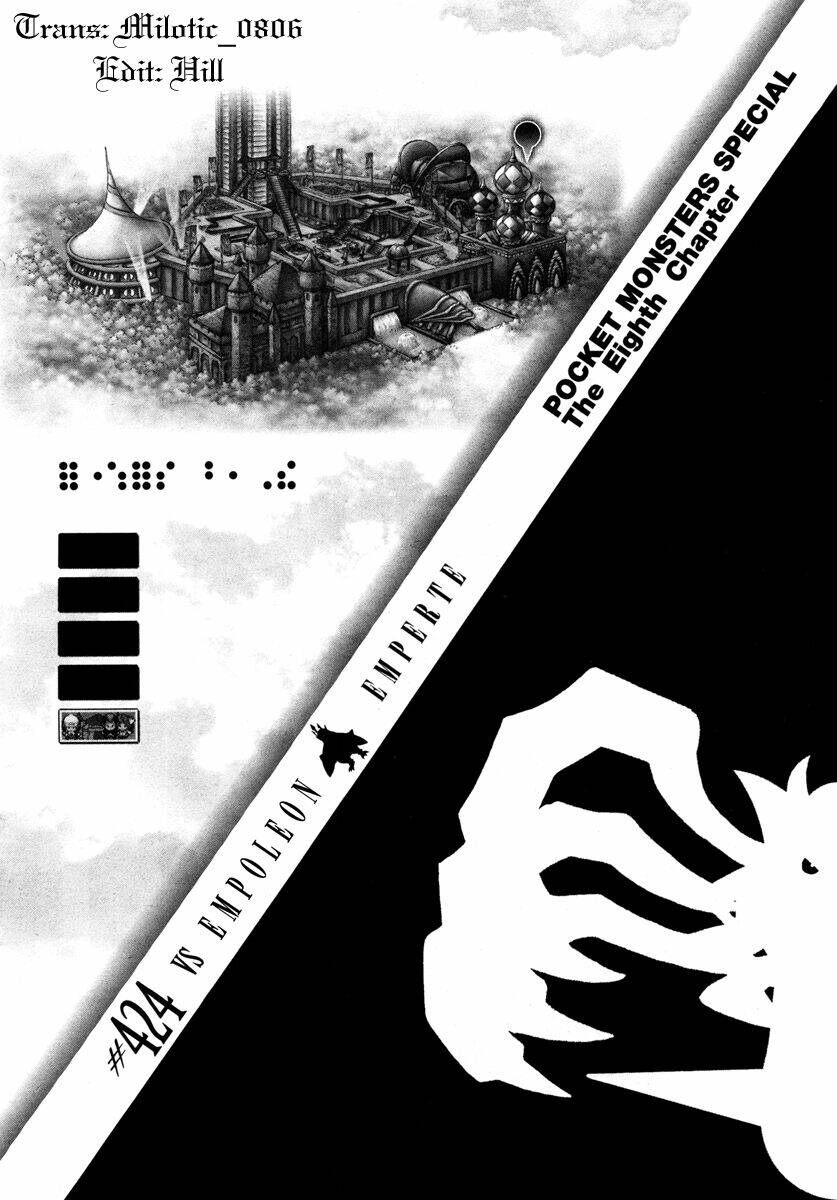 Trans: Milotic_0806
Edit: Hill
POCKET MONSTERS SPECIAL
The Eighth Chapter
#424 VS EMPOLEON EMPERTE